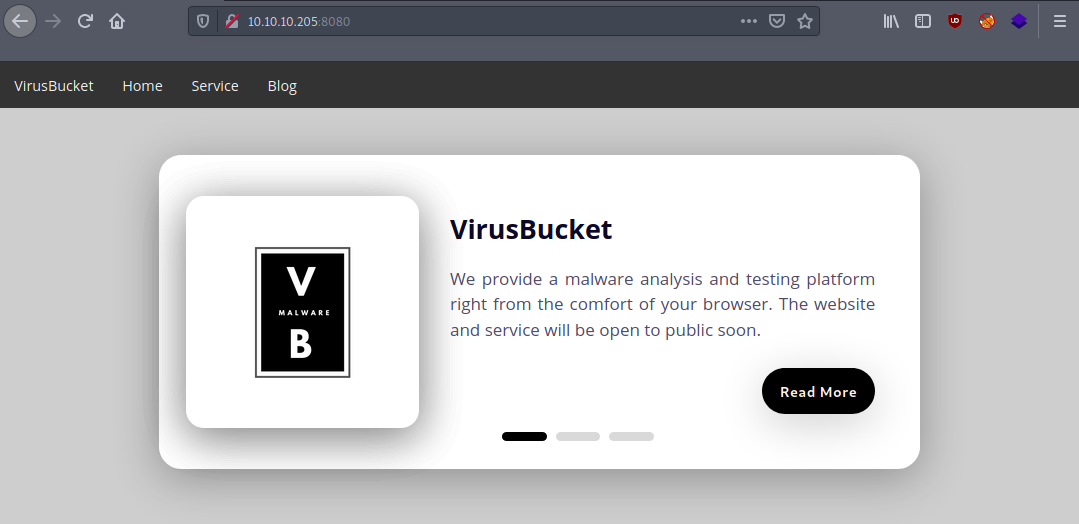 10.10.10.205:8080
VirusBucket Home Service Blog
VirusBucket
We provide a malware analysis and testing platform
right from the comfort of your browser. The website
and service will be open to public soon.
V
MALWARE
B
Read More